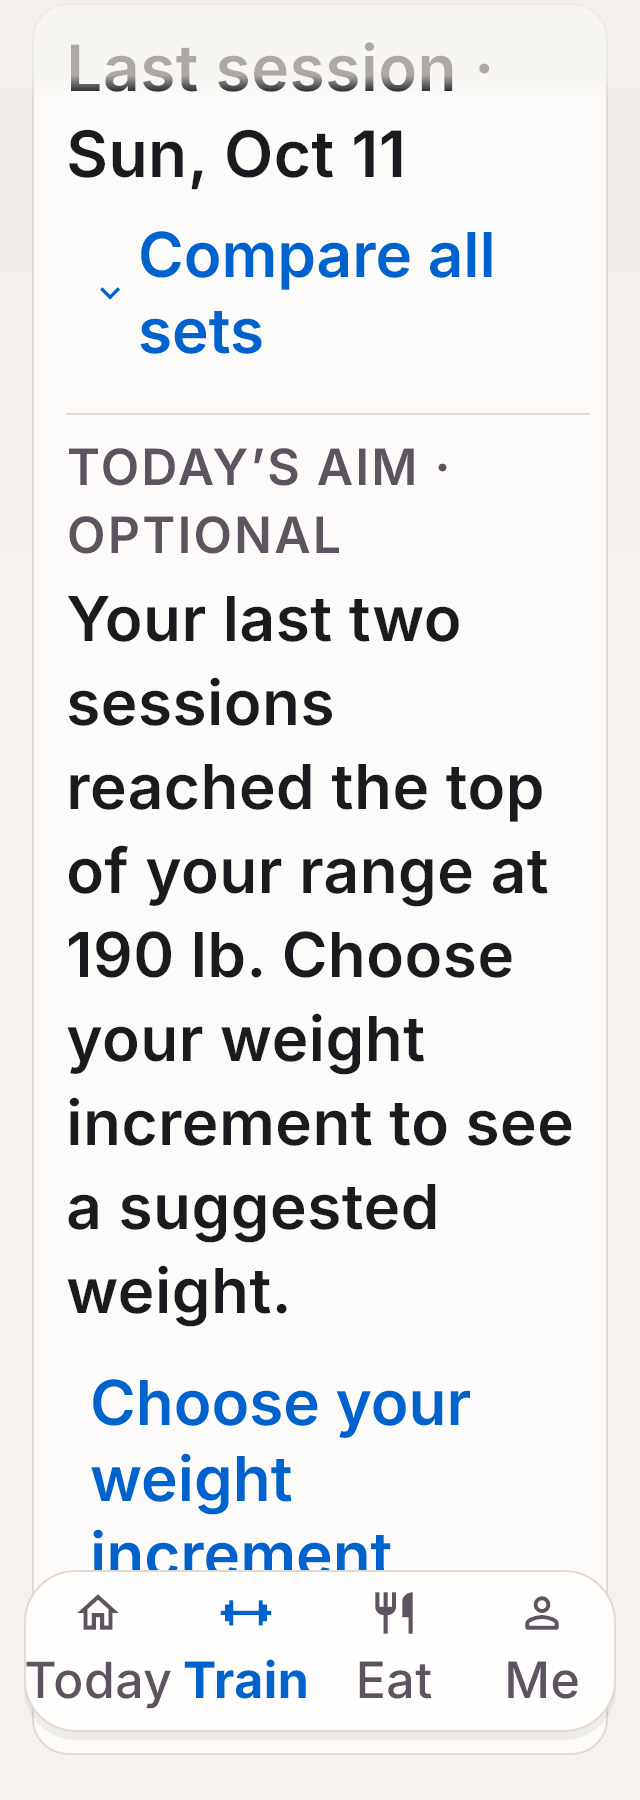 Last session ·
Sun, Oct 11
Compare all
sets
TODAY’S AIM ·
OPTIONAL
Your last two
sessions
reached the top
of your range at
190 lb. Choose
your weight
increment to see
a suggested
weight.
Choose your
weight
increment
Today Train Eat Me